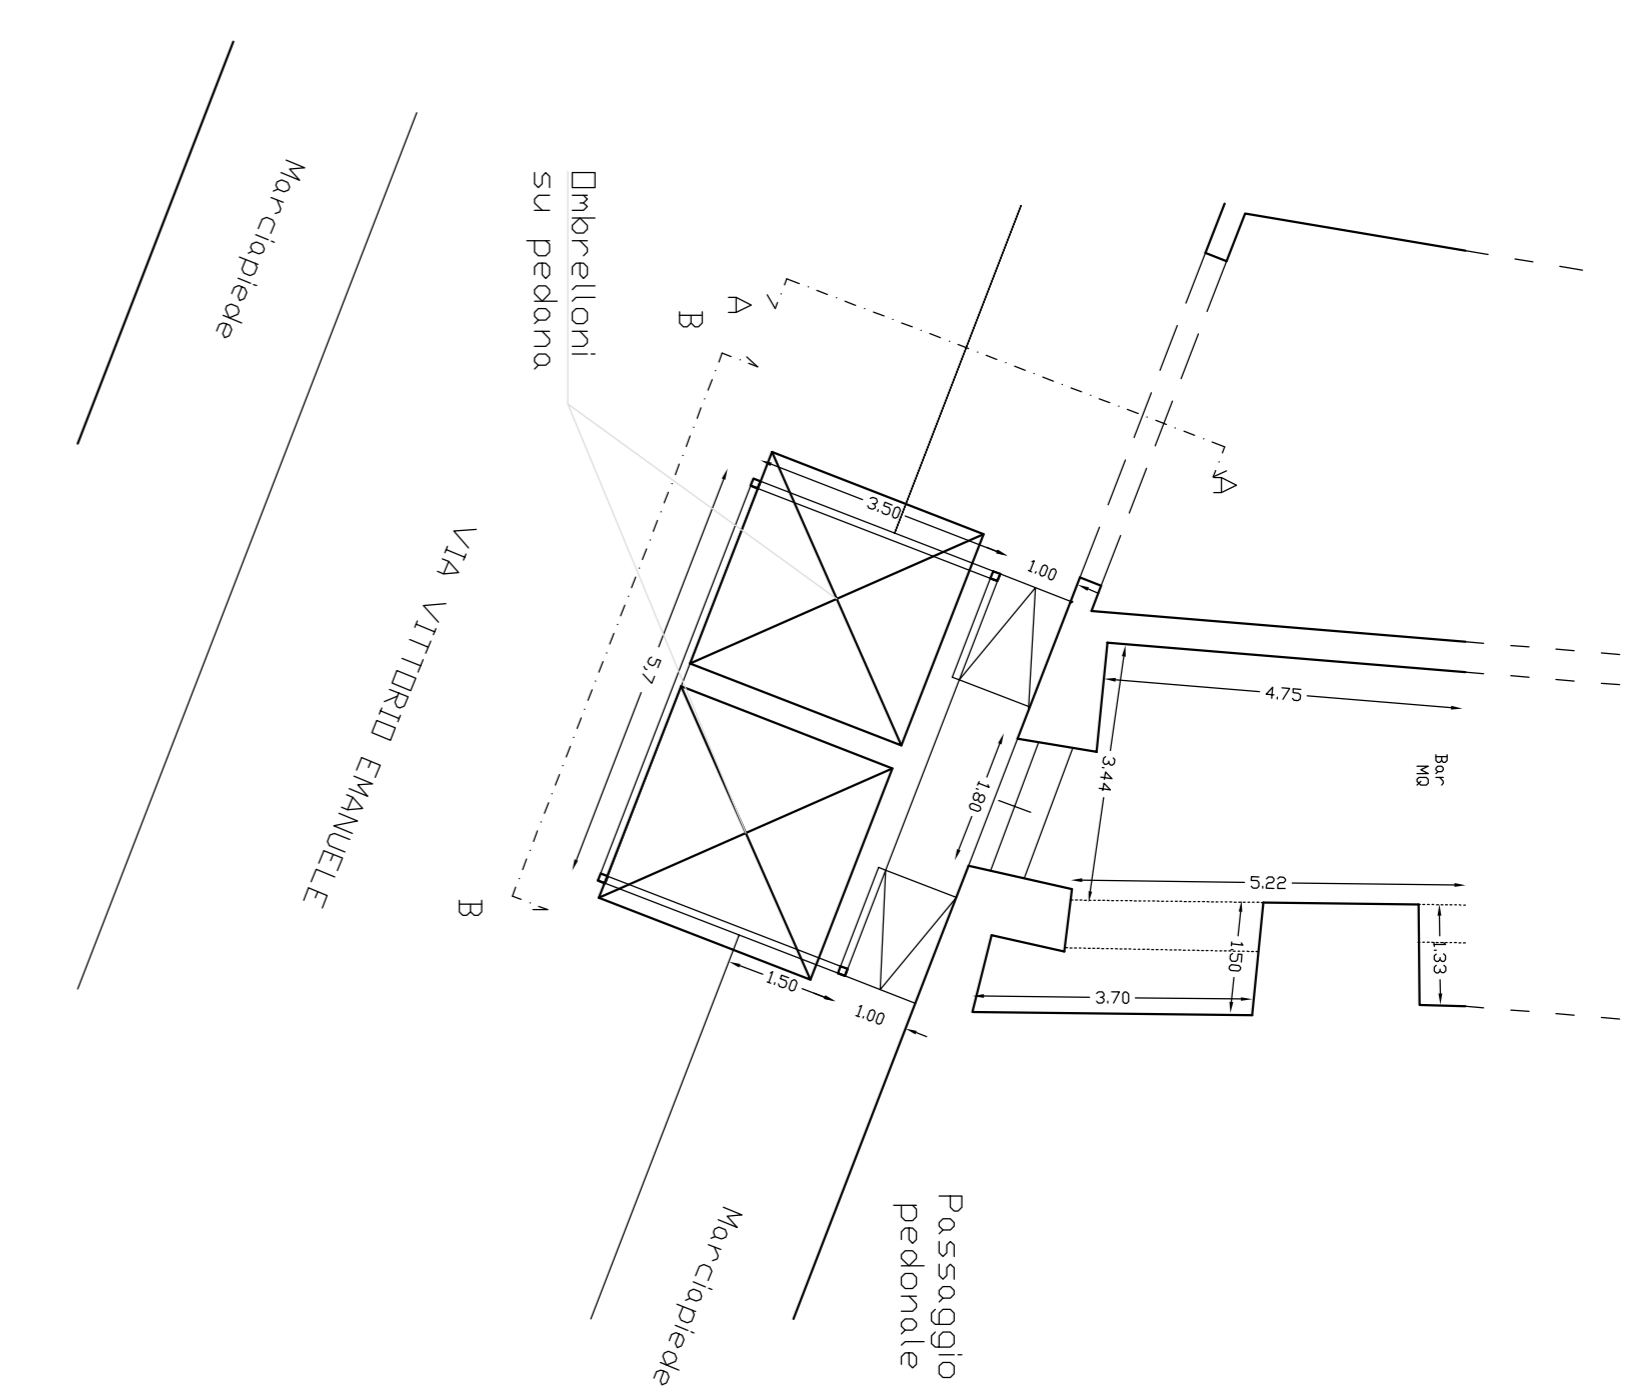 Marciapiede
Ombrelloni
su pedana
A
B
A
3.50
1.00
VIA VITTORIO EMANUELE
5,7
4.75
3.44
Bar
MQ
1.80
5.22
B
1.50
1.33
1.50
3.70
1.00
Passaggio
pedonale
Marciapiede